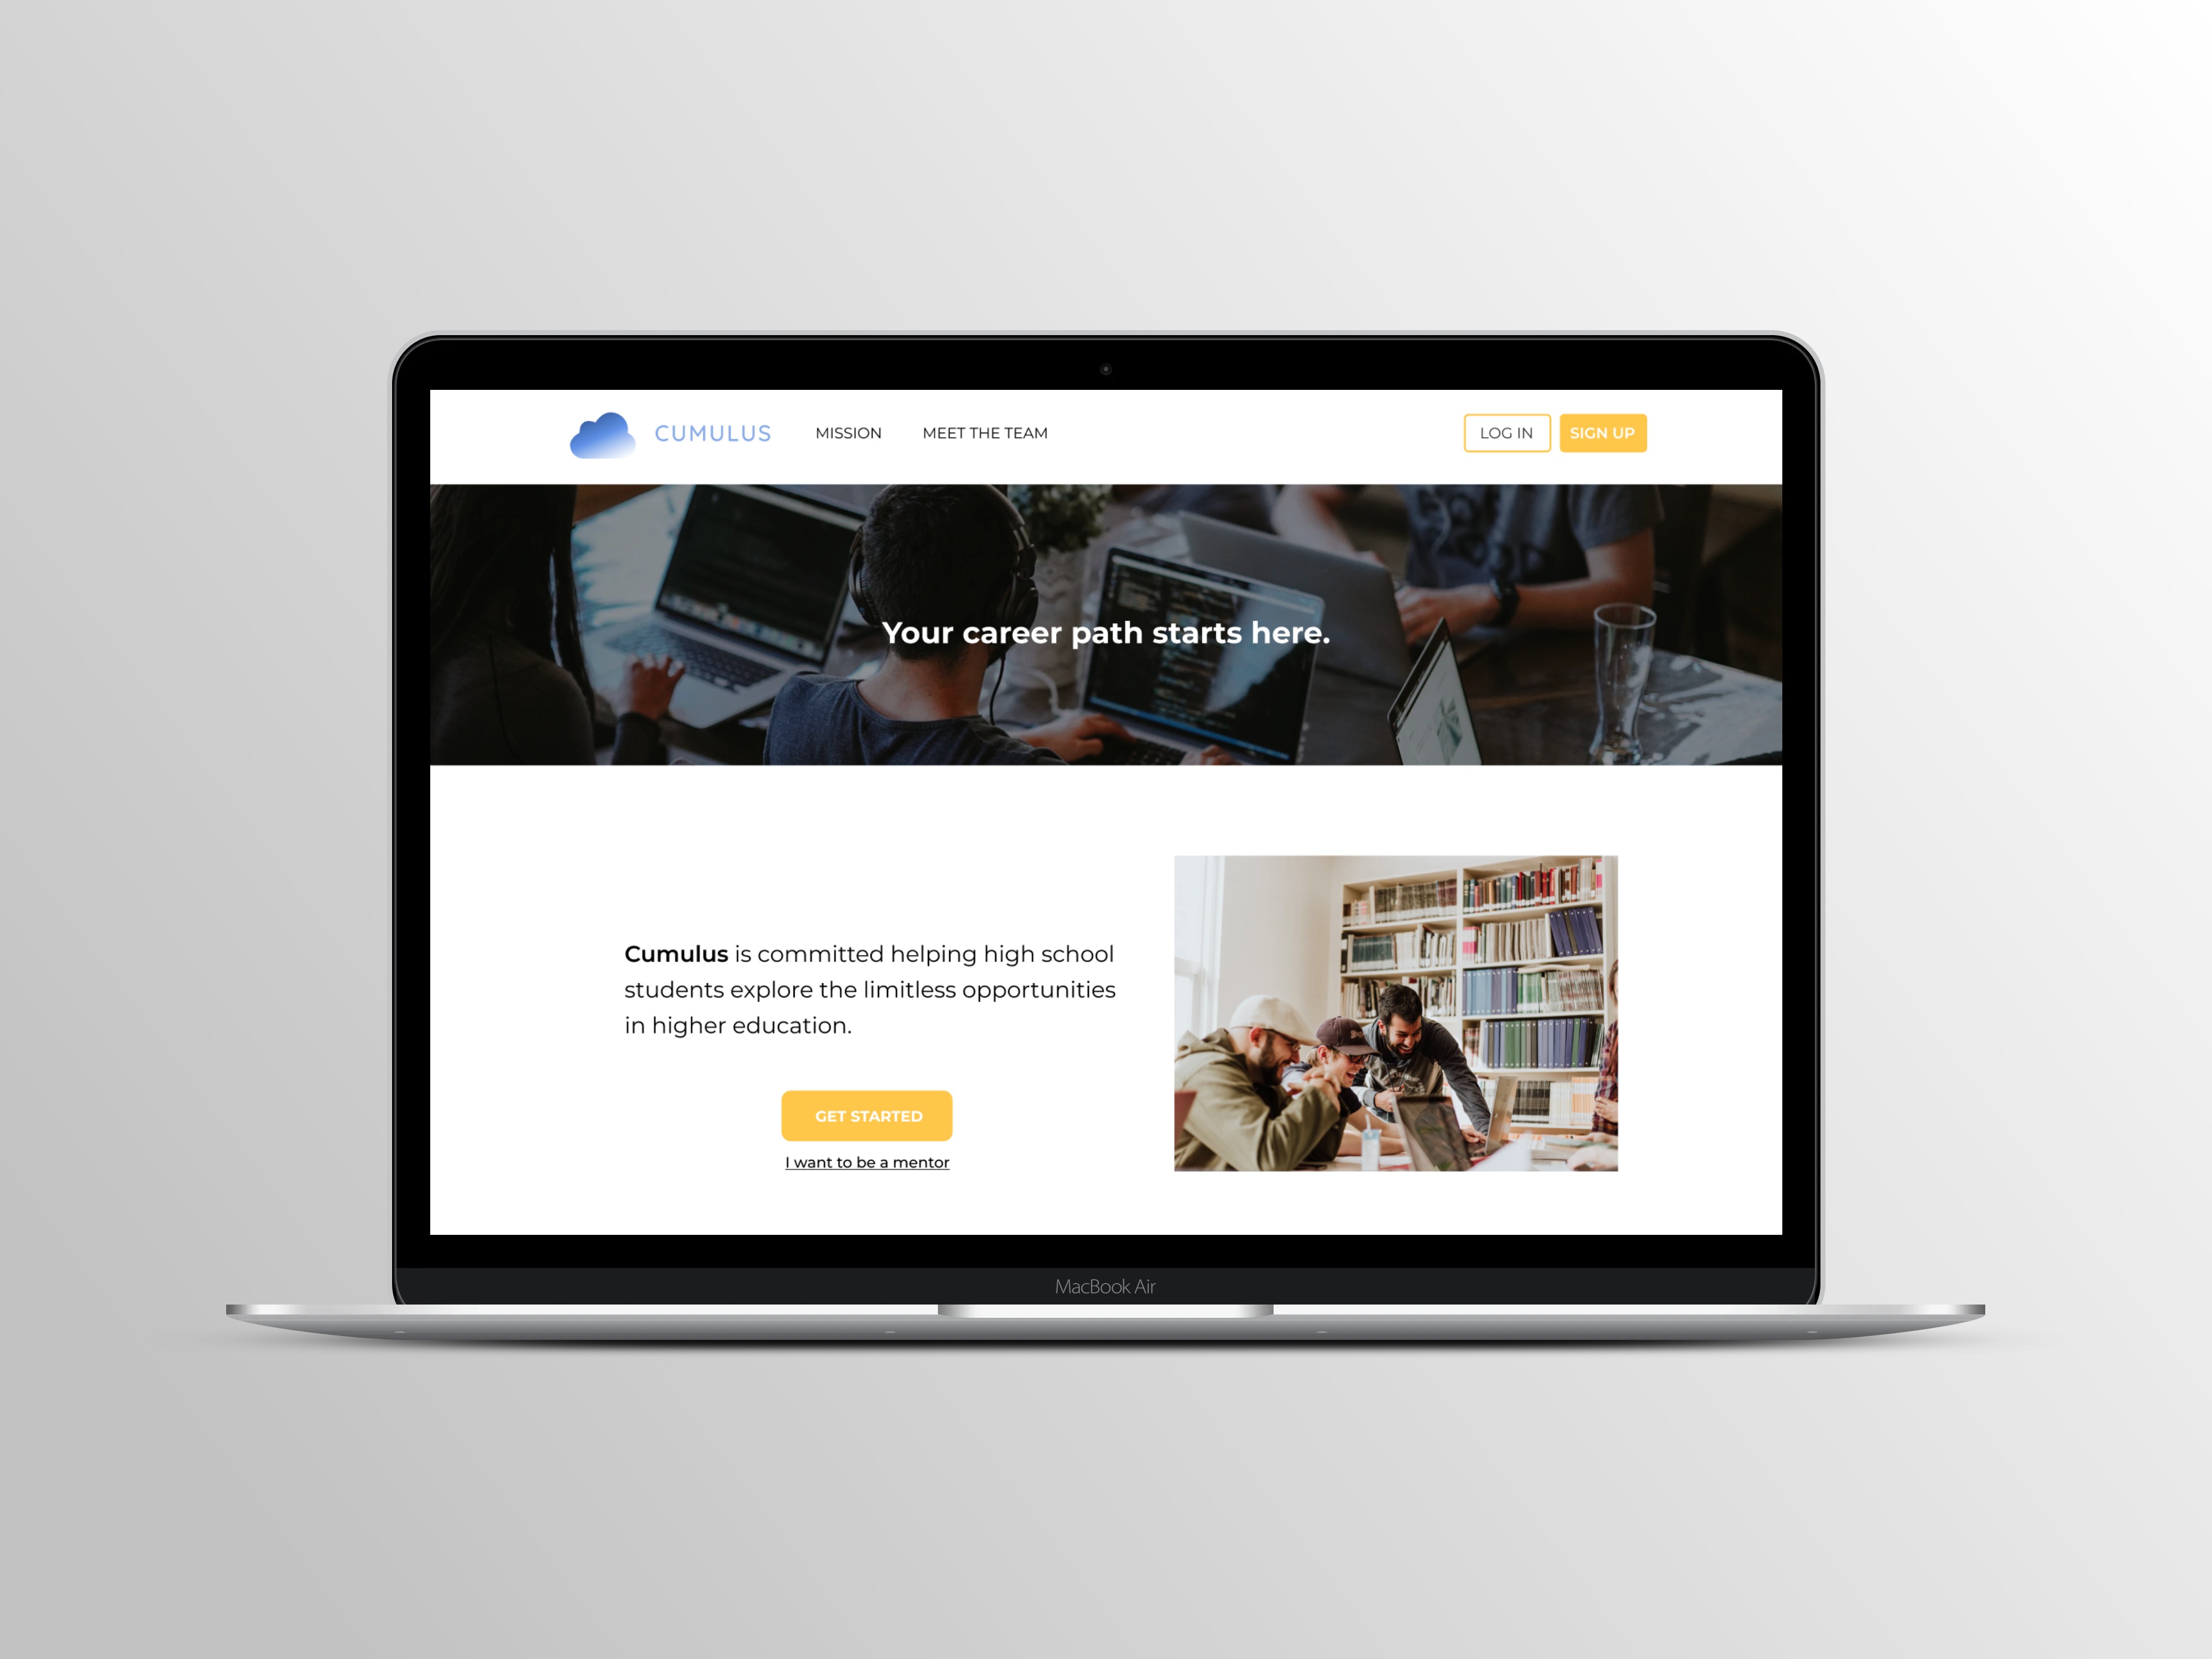 CUMULUS
MISSION
MEET THE TEAM
LOG IN
SIGN UP
Your career path starts here.
Cumulus is committed helping high school
students explore the limitless opportunities
in higher education.
GET STARTED
I want to be a mentor
MacBook Air